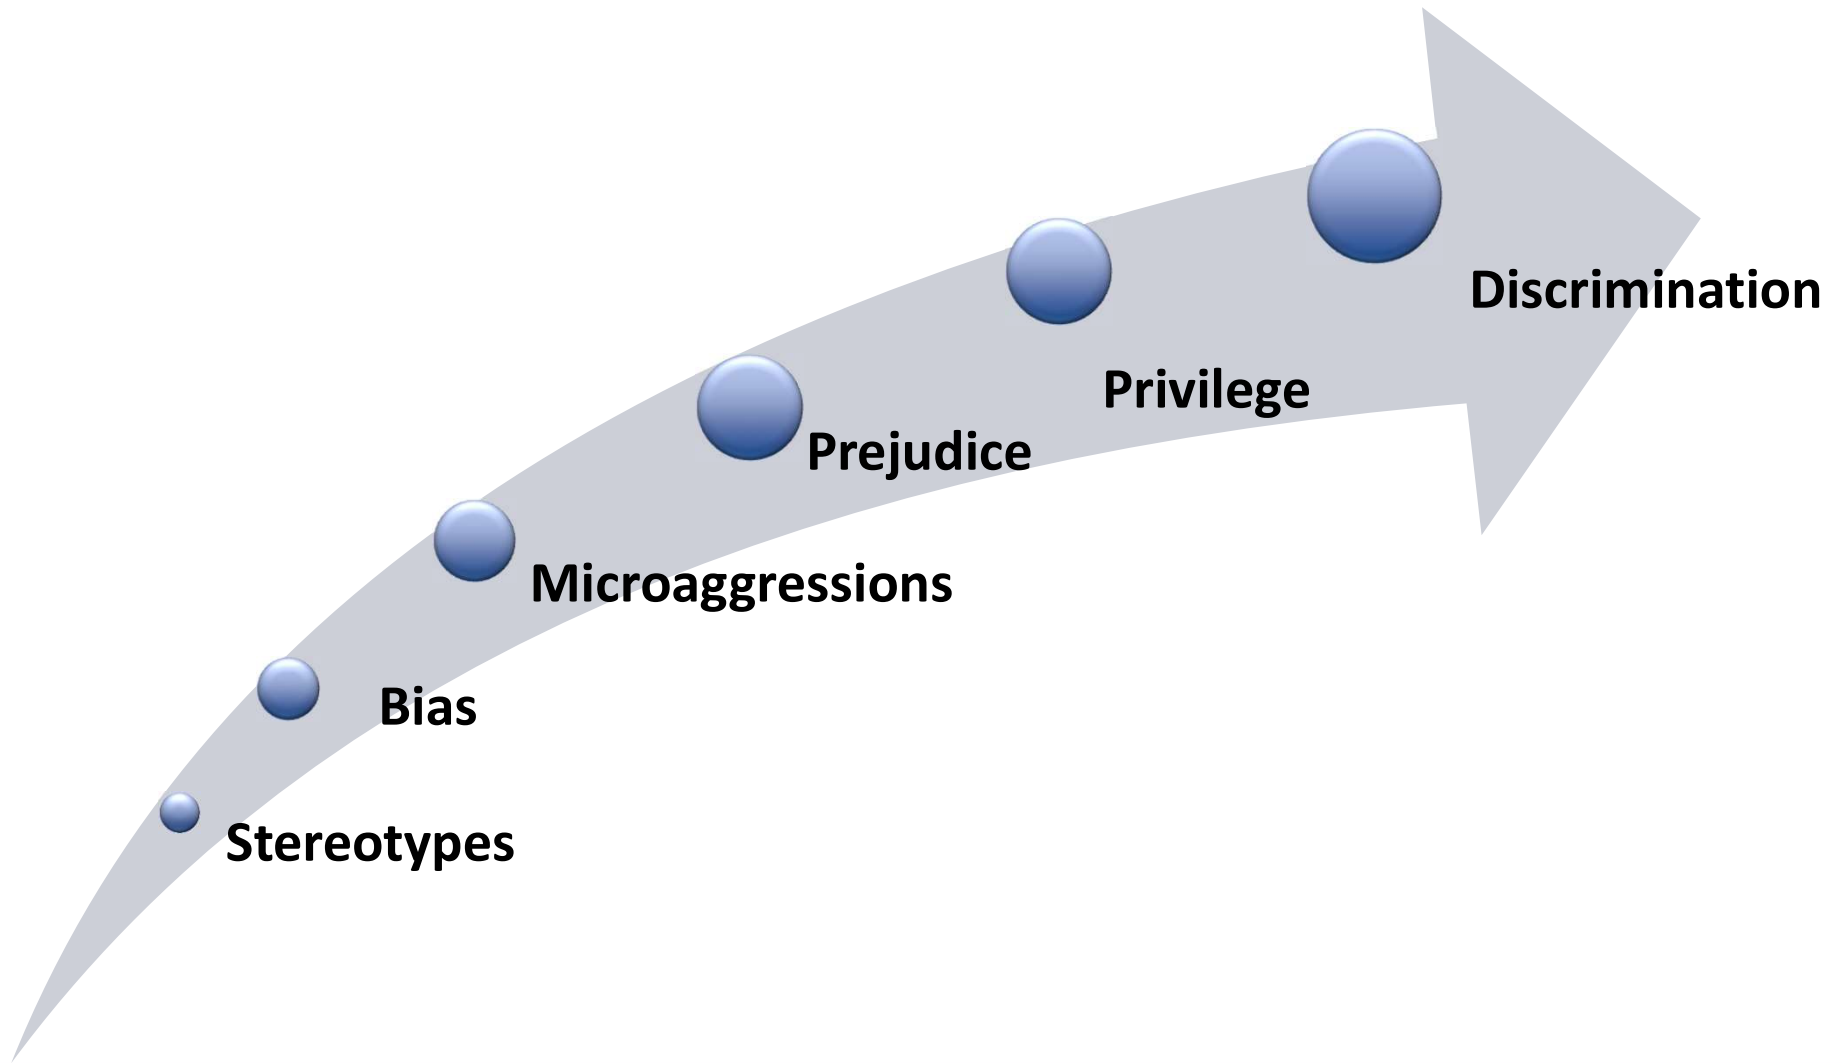 Discrimination
Privilege
Prejudice
Microaggressions
Bias
Stereotypes